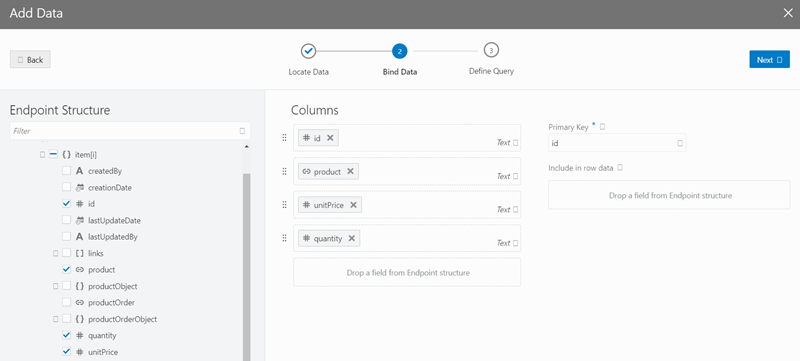 Add Data
Back
2
3
Locate Data
Bind Data
Define Query
Next
Endpoint Structure
Filter
{ } item[i]
A createdBy
creationDate
# id
lastUpdateDate
A lastUpdatedBy
[ ] links
product
{ } productObject
productOrder
{ } productOrderObject
# quantity
# unitPrice
Columns
# id
Text
product
Text
# unitPrice
Text
# quantity
Text
Drop a field from Endpoint structure
Primary Key *
id
Include in row data
Drop a field from Endpoint structure